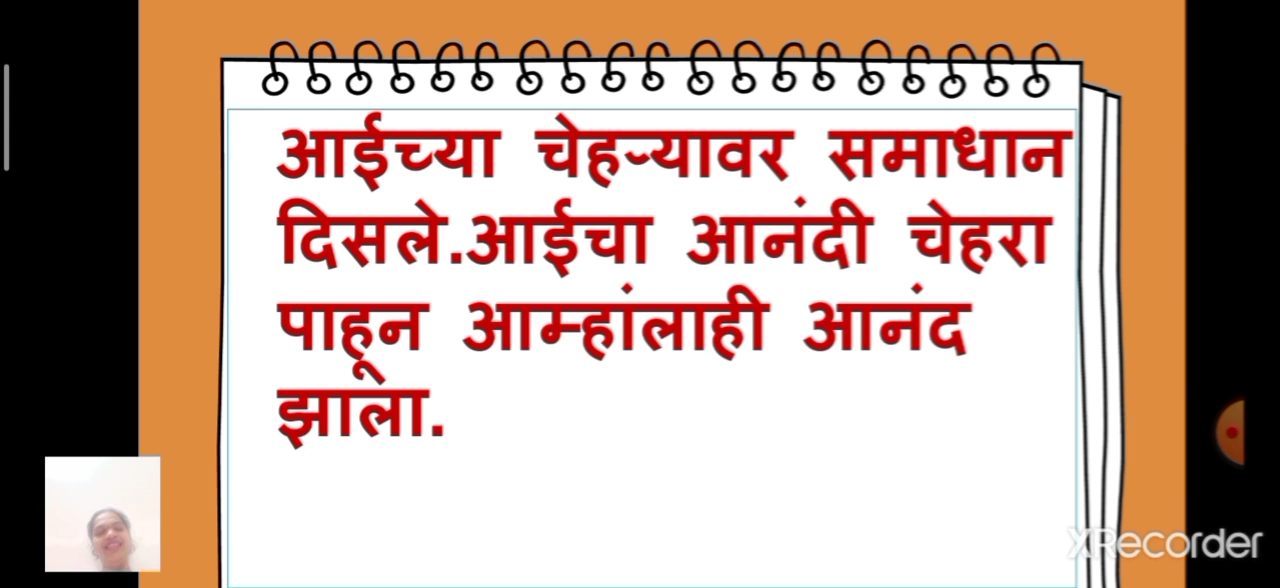 आईच्या चेहऱ्यावर समाधान
दिसले.आईचा आनंदी चेहरा
पाहून आम्हांलाही आनंद
झाला.
XRecorder